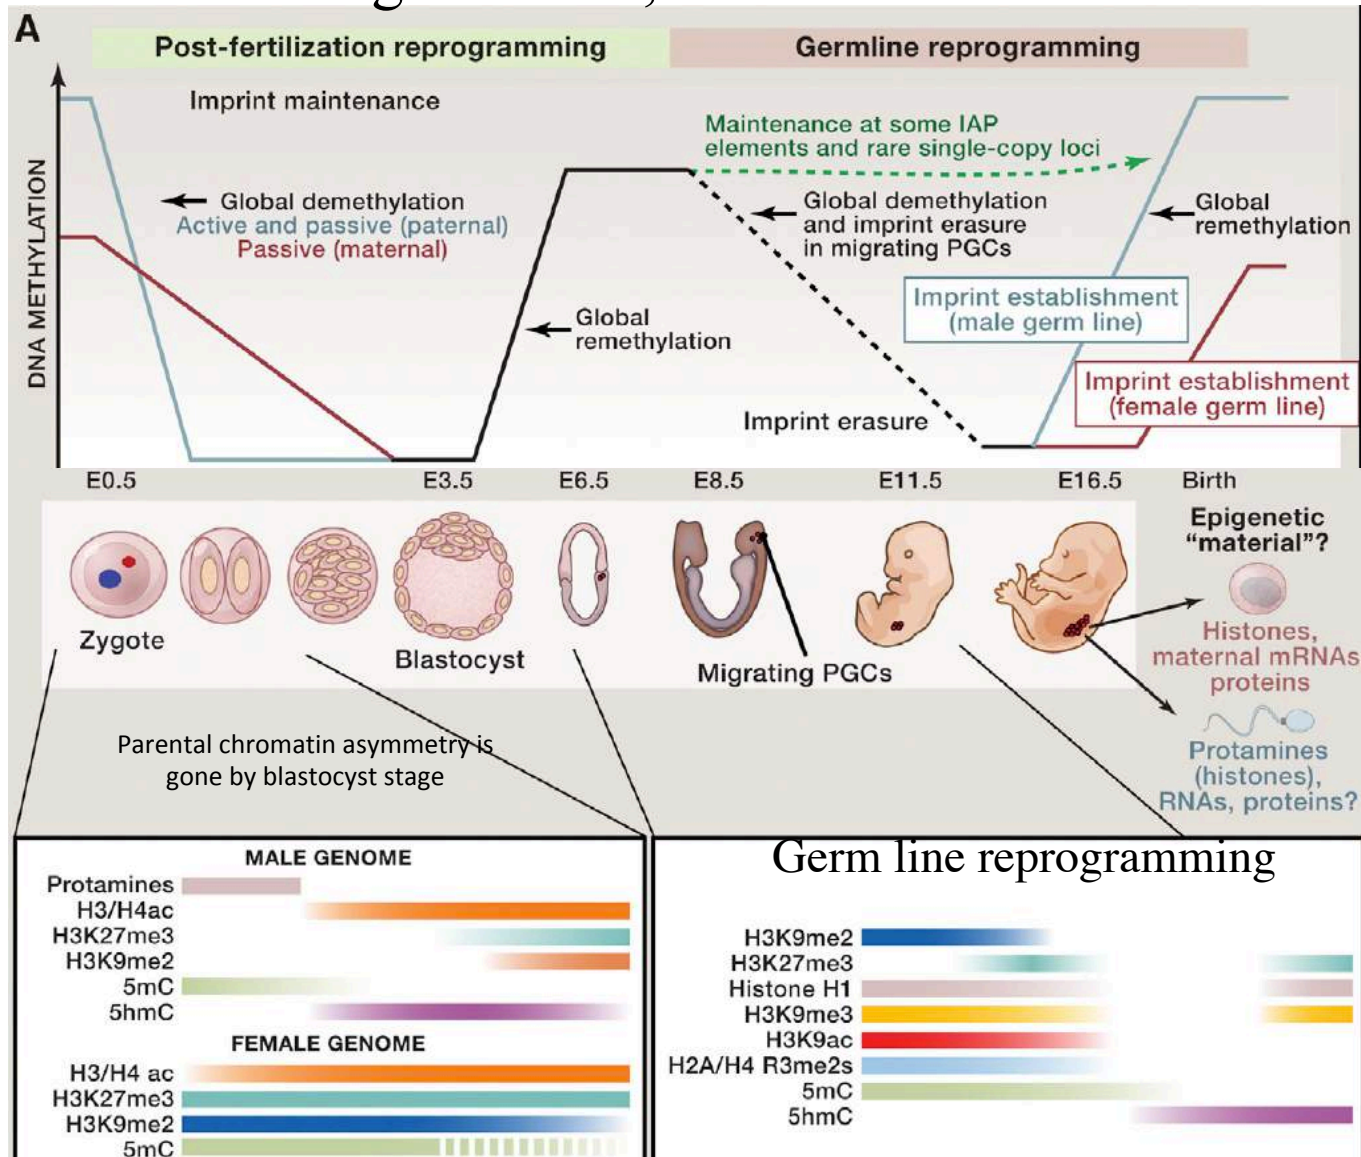 A
Post-fertilization reprogramming
Germline reprogramming
Imprint maintenance
Maintenance at some IAP
elements and rare single-copy loci
Global demethylation
Active and passive (paternal)
Passive (maternal)
Global demethylation
and imprint erasure
in migrating PGCs
Global
remethylation
Imprint establishment
(male germ line)
Global
remethylation
Imprint establishment
(female germ line)
Imprint erasure
DNA METHYLATION
E0.5
E3.5
E6.5
E8.5
E11.5
E16.5
Birth
Zygote
Blastocyst
Migrating PGCs
Epigenetic
“material”?
Histones,
maternal mRNAs
proteins
Protamines
(histones),
RNAs, proteins?
Parental chromatin asymmetry is
gone by blastocyst stage
MALE GENOME
Protamines
H3/H4ac
H3K27me3
H3K9me2
5mC
5hmC
FEMALE GENOME
H3/H4 ac
H3K27me3
H3K9me2
5mC
Germ line reprogramming
H3K9me2
H3K27me3
Histone H1
H3K9me3
H3K9ac
H2A/H4 R3me2s
5mC
5hmC